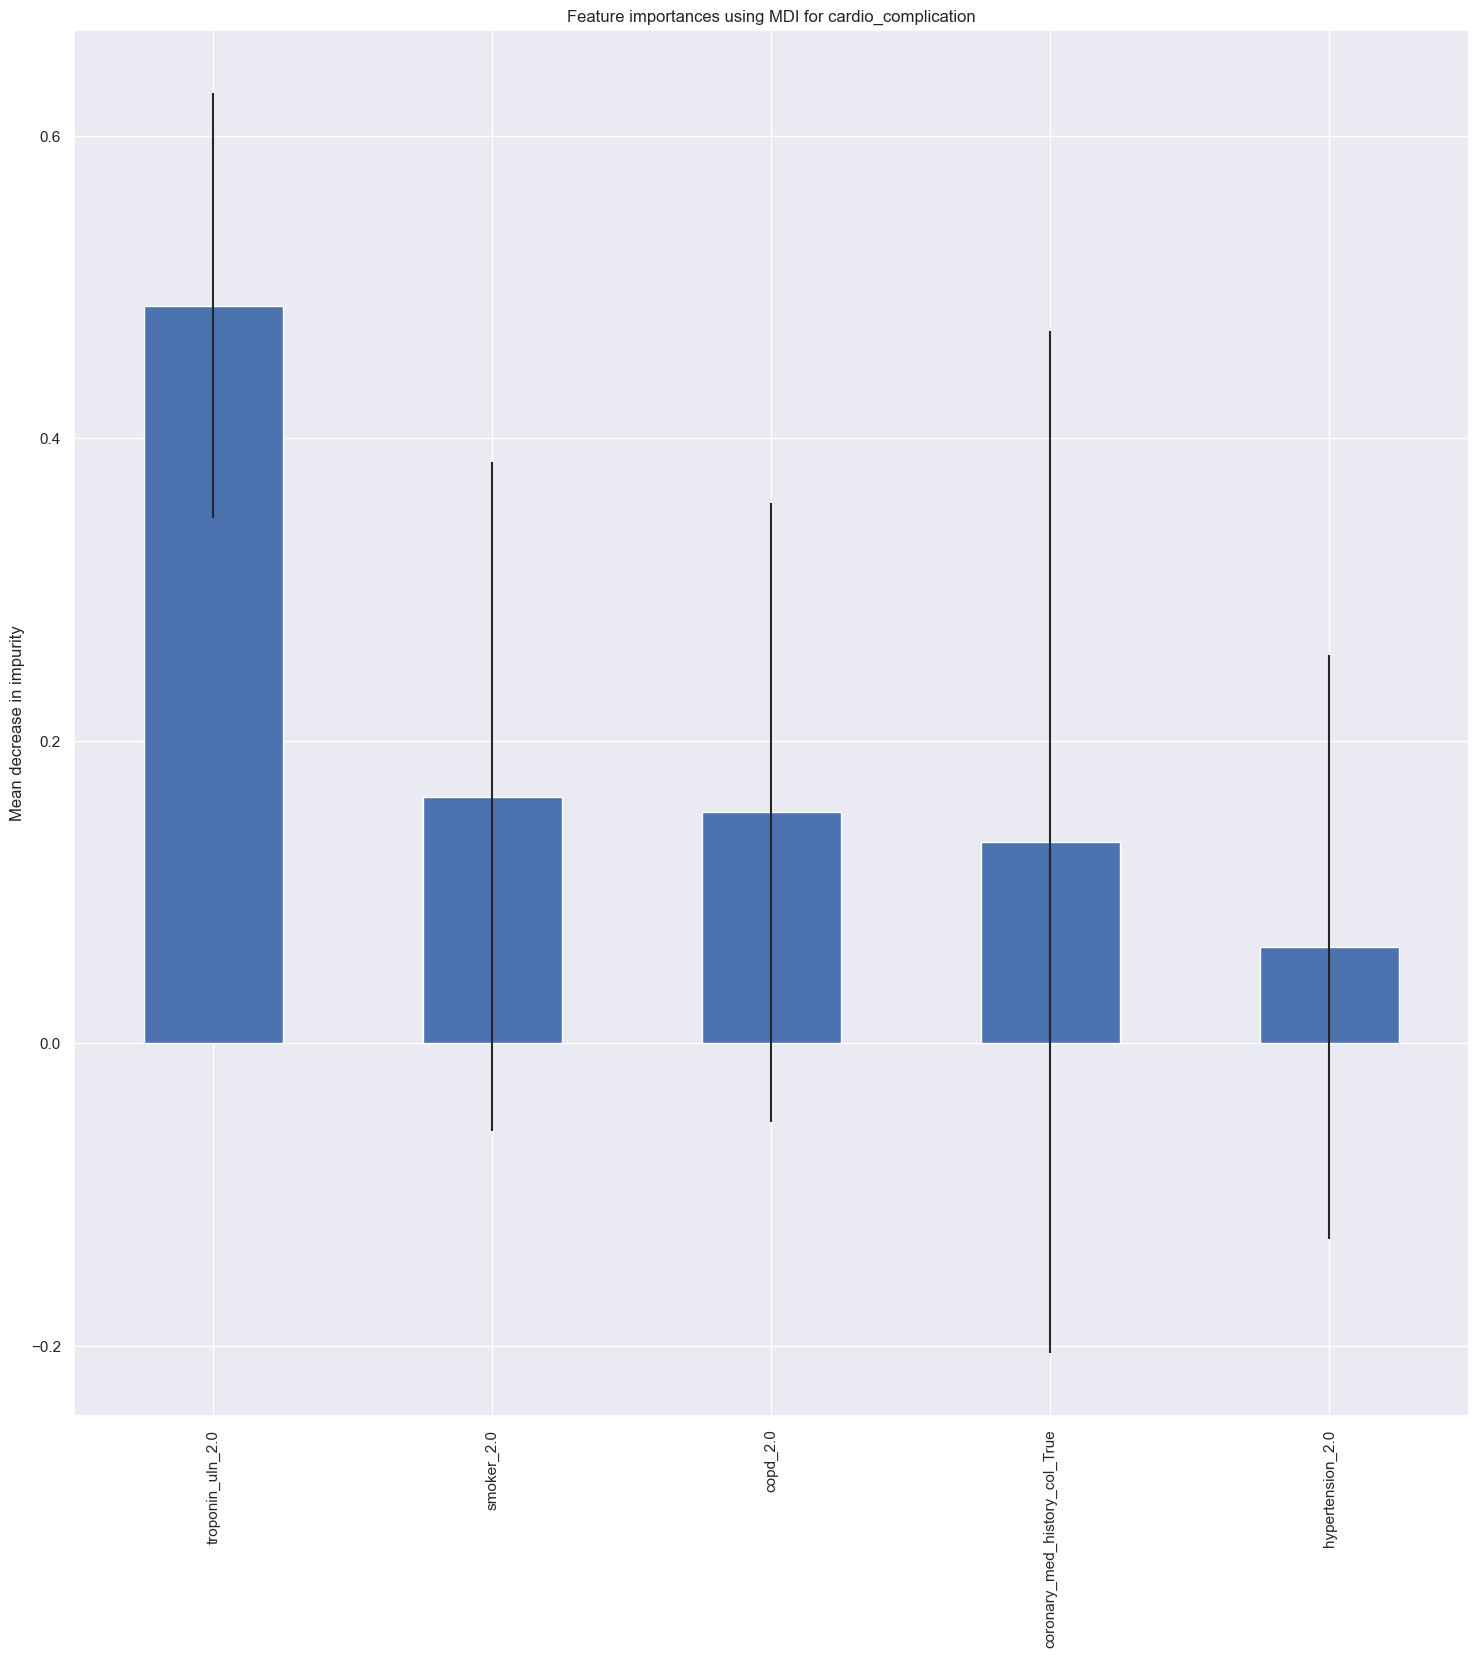 Feature importances using MDI for cardio_complication
Mean decrease in impurity
0.6
0.4
0.2
0.0
−0.2
troponin_uln_2.0
smoker_2.0
copd_2.0
coronary_med_history_col_True
hypertension_2.0